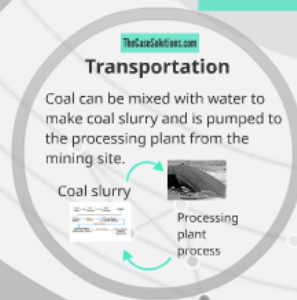 TheCaseSolutions.com
Transportation
Coal can be mixed with water to
make coal slurry and is pumped to
the processing plant from the
mining site.
Coal slurry
Processing
plant
process